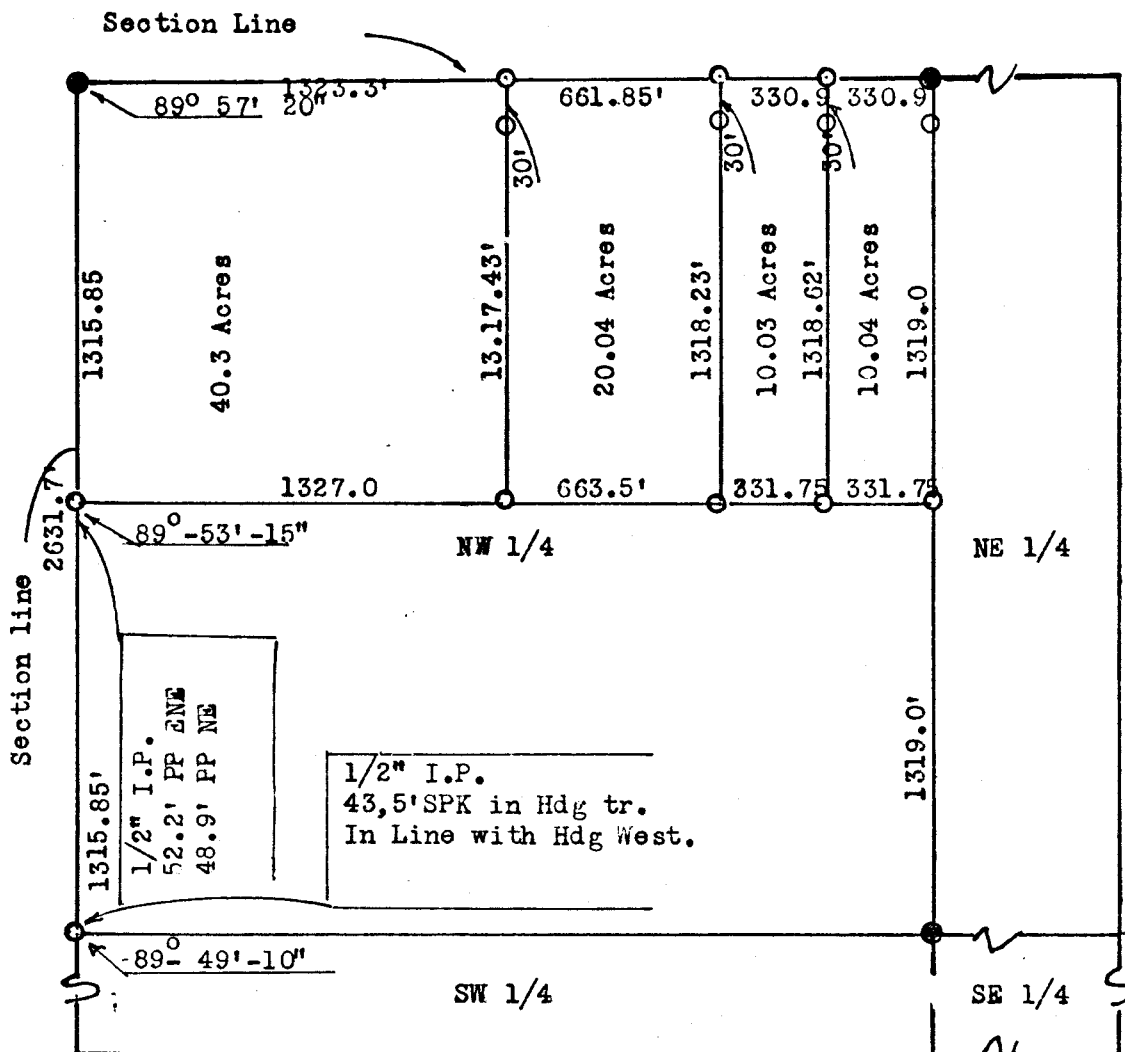 Section Line
1323.3'
661.85'
330.9
330.9
89° 57' 20"
30'
30'
30'
1315.85
40.3 Acres
13.17.43'
20.04 Acres
1318.23'
10.03 Acres
1318.62'
10.04 Acres
1319.0
1327.0
663.5'
331.75
331.75
2631.7'
89°-53'-15"
NW 1/4
NE 1/4
Section line
1315.85'
1/2" I.P.
52.2' PP ENE
48.9' PP NE
1/2" I.P.
43,5'SPK in Hdg tr.
In Line with Hdg West.
1319.0'
89°- 49'-10"
SW 1/4
SE 1/4